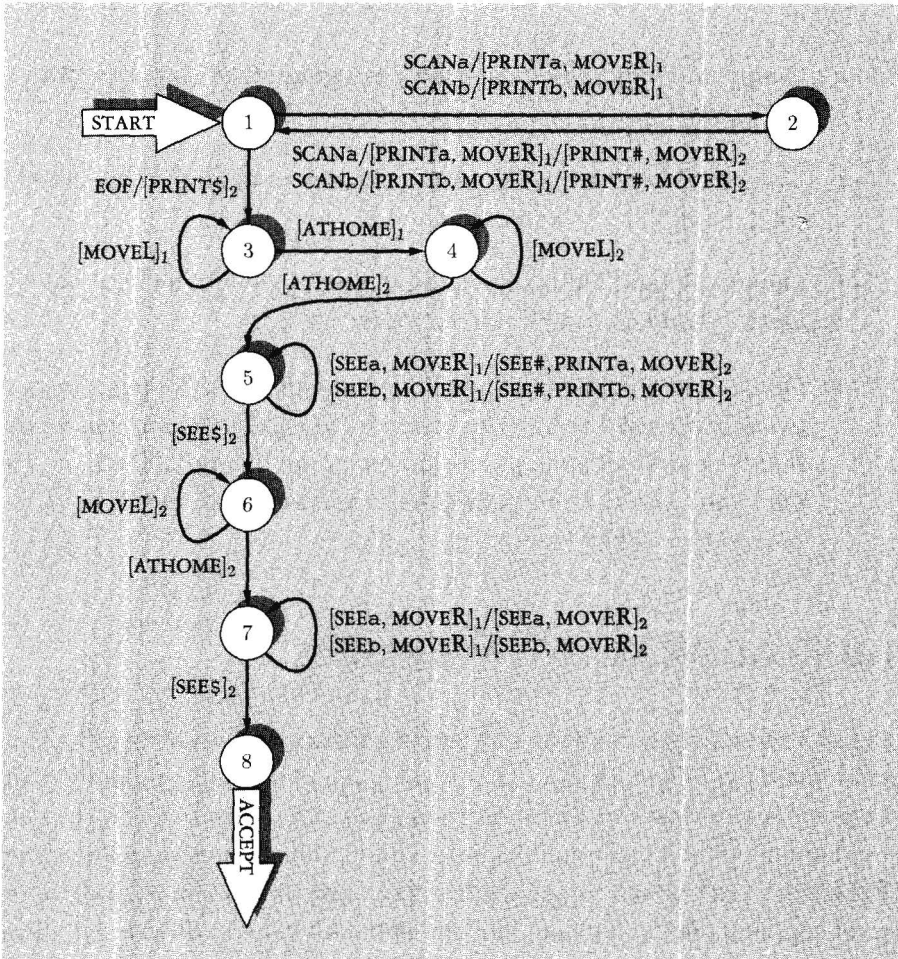 SCANa/[PRINTa, MOVER]₁
SCANb/[PRINTb, MOVER]₁
START
1
2
SCANa/[PRINTa, MOVER]₁/[PRINT#, MOVER]₂
SCANb/[PRINTb, MOVER]₁/[PRINT#, MOVER]₂
EOF/[PRINT$]₂
[MOVEL]₁
3
[ATHOME]₁
4
[MOVEL]₂
[ATHOME]₂
5
[SEEa, MOVER]₁/[SEE#,PRINTa, MOVER]₂
[SEEb, MOVER]₁/[SEE#,PRINTb, MOVER]₂
[SEE$]₂
[MOVEL]₂
6
[ATHOME]₂
7
[SEEa, MOVER]₁/[SEEa, MOVER]₂
[SEEb, MOVER]₁/[SEEb, MOVER]₂
[SEE$]₂
8
ACCEPT